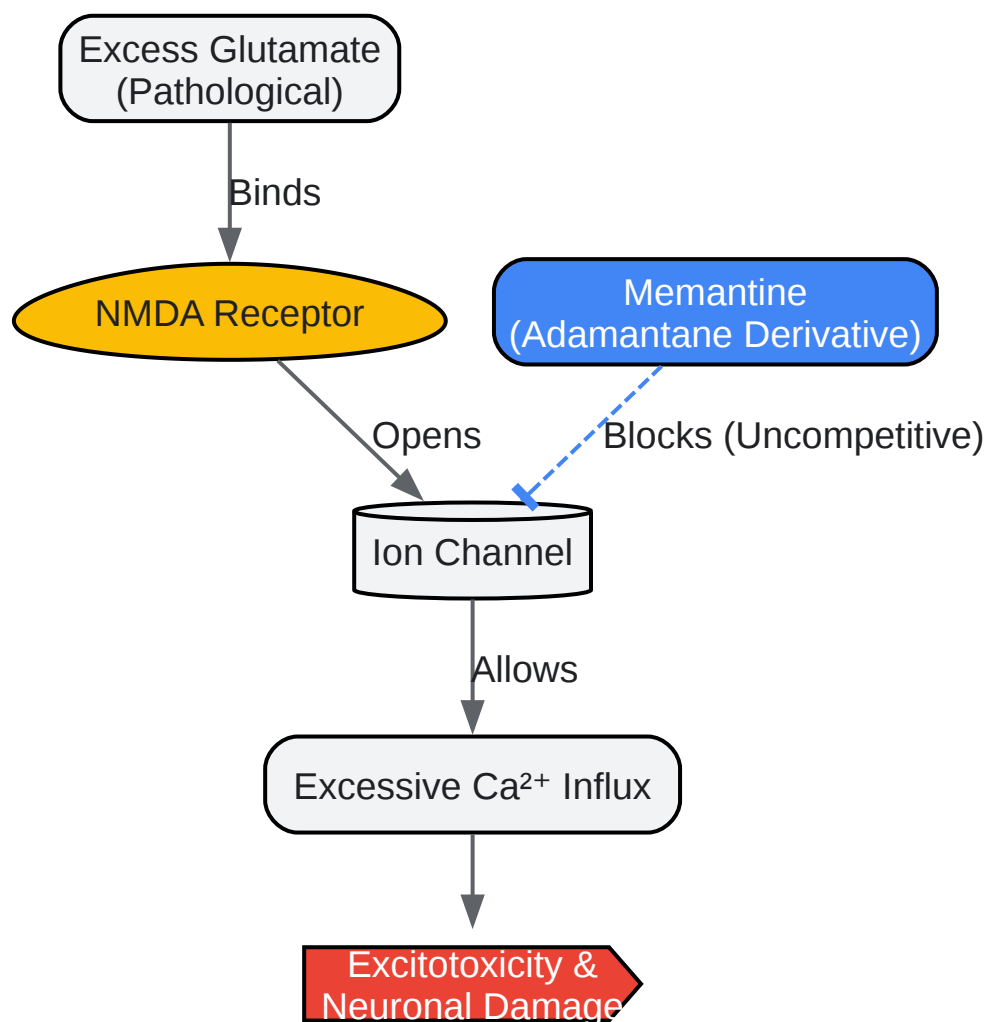 Excess Glutamate
(Pathological)
Binds
NMDA Receptor
Memantine
(Adamantane Derivative)
Opens
Blocks (Uncompetitive)
Ion Channel
Allows
Excessive Ca²⁺ Influx
Excitotoxicity &
Neuronal Damage